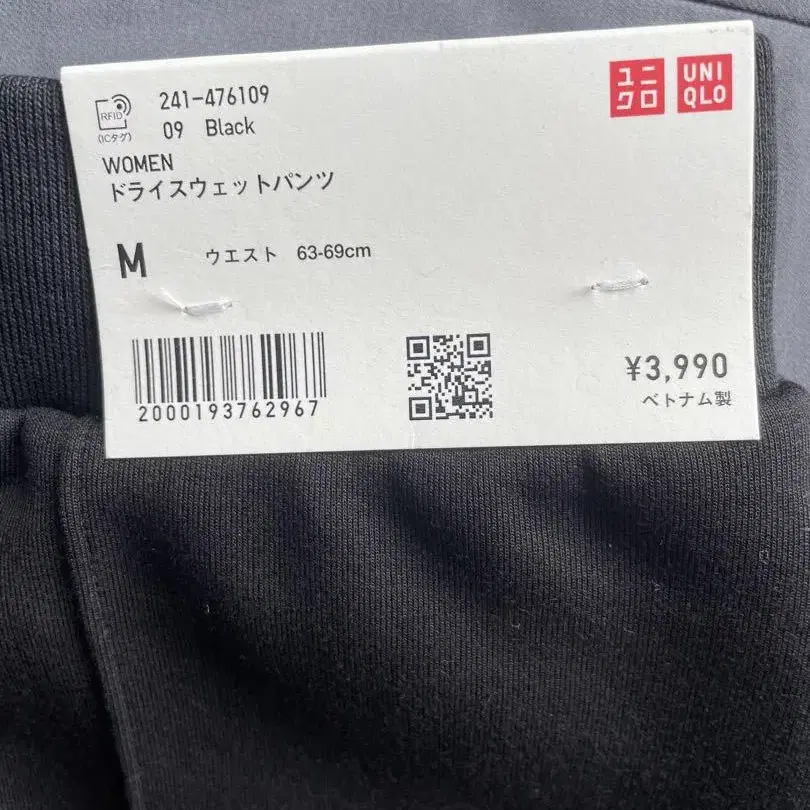 RFID
(ICタグ)
241-476109
09 Black
ユニ
クロ
UNI
QLO
WOMEN
ドライスウェットパンツ
M ウエスト 63-69cm
2000193762967
¥3,990
ベトナム製